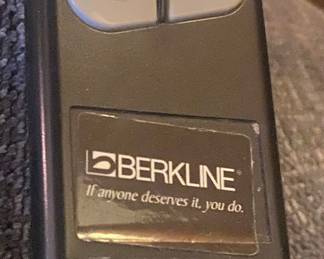 BERKLINE®
If anyone deserves it, you do.